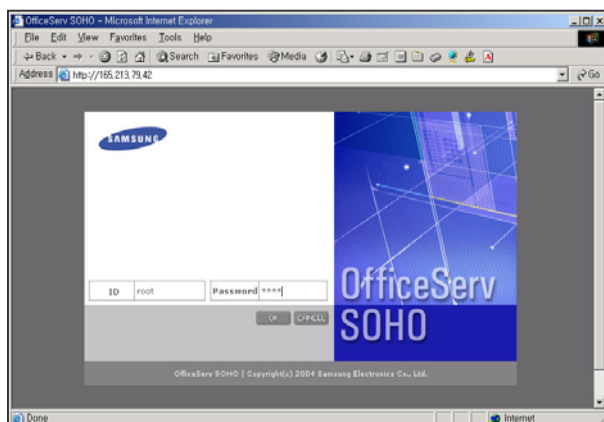 OfficeServ SOHO - Microsoft Internet Explorer
File Edit View Favorites Tools Help
Back Search Favorites Media
Address http://165.213.79.42 Go
SAMSUNG
ID root Password ****
OK CANCEL
OfficeServ
SOHO
OfficeServ SOHO | Copyright(c) 2004 Samsung Electronics Co., Ltd.
Done Internet